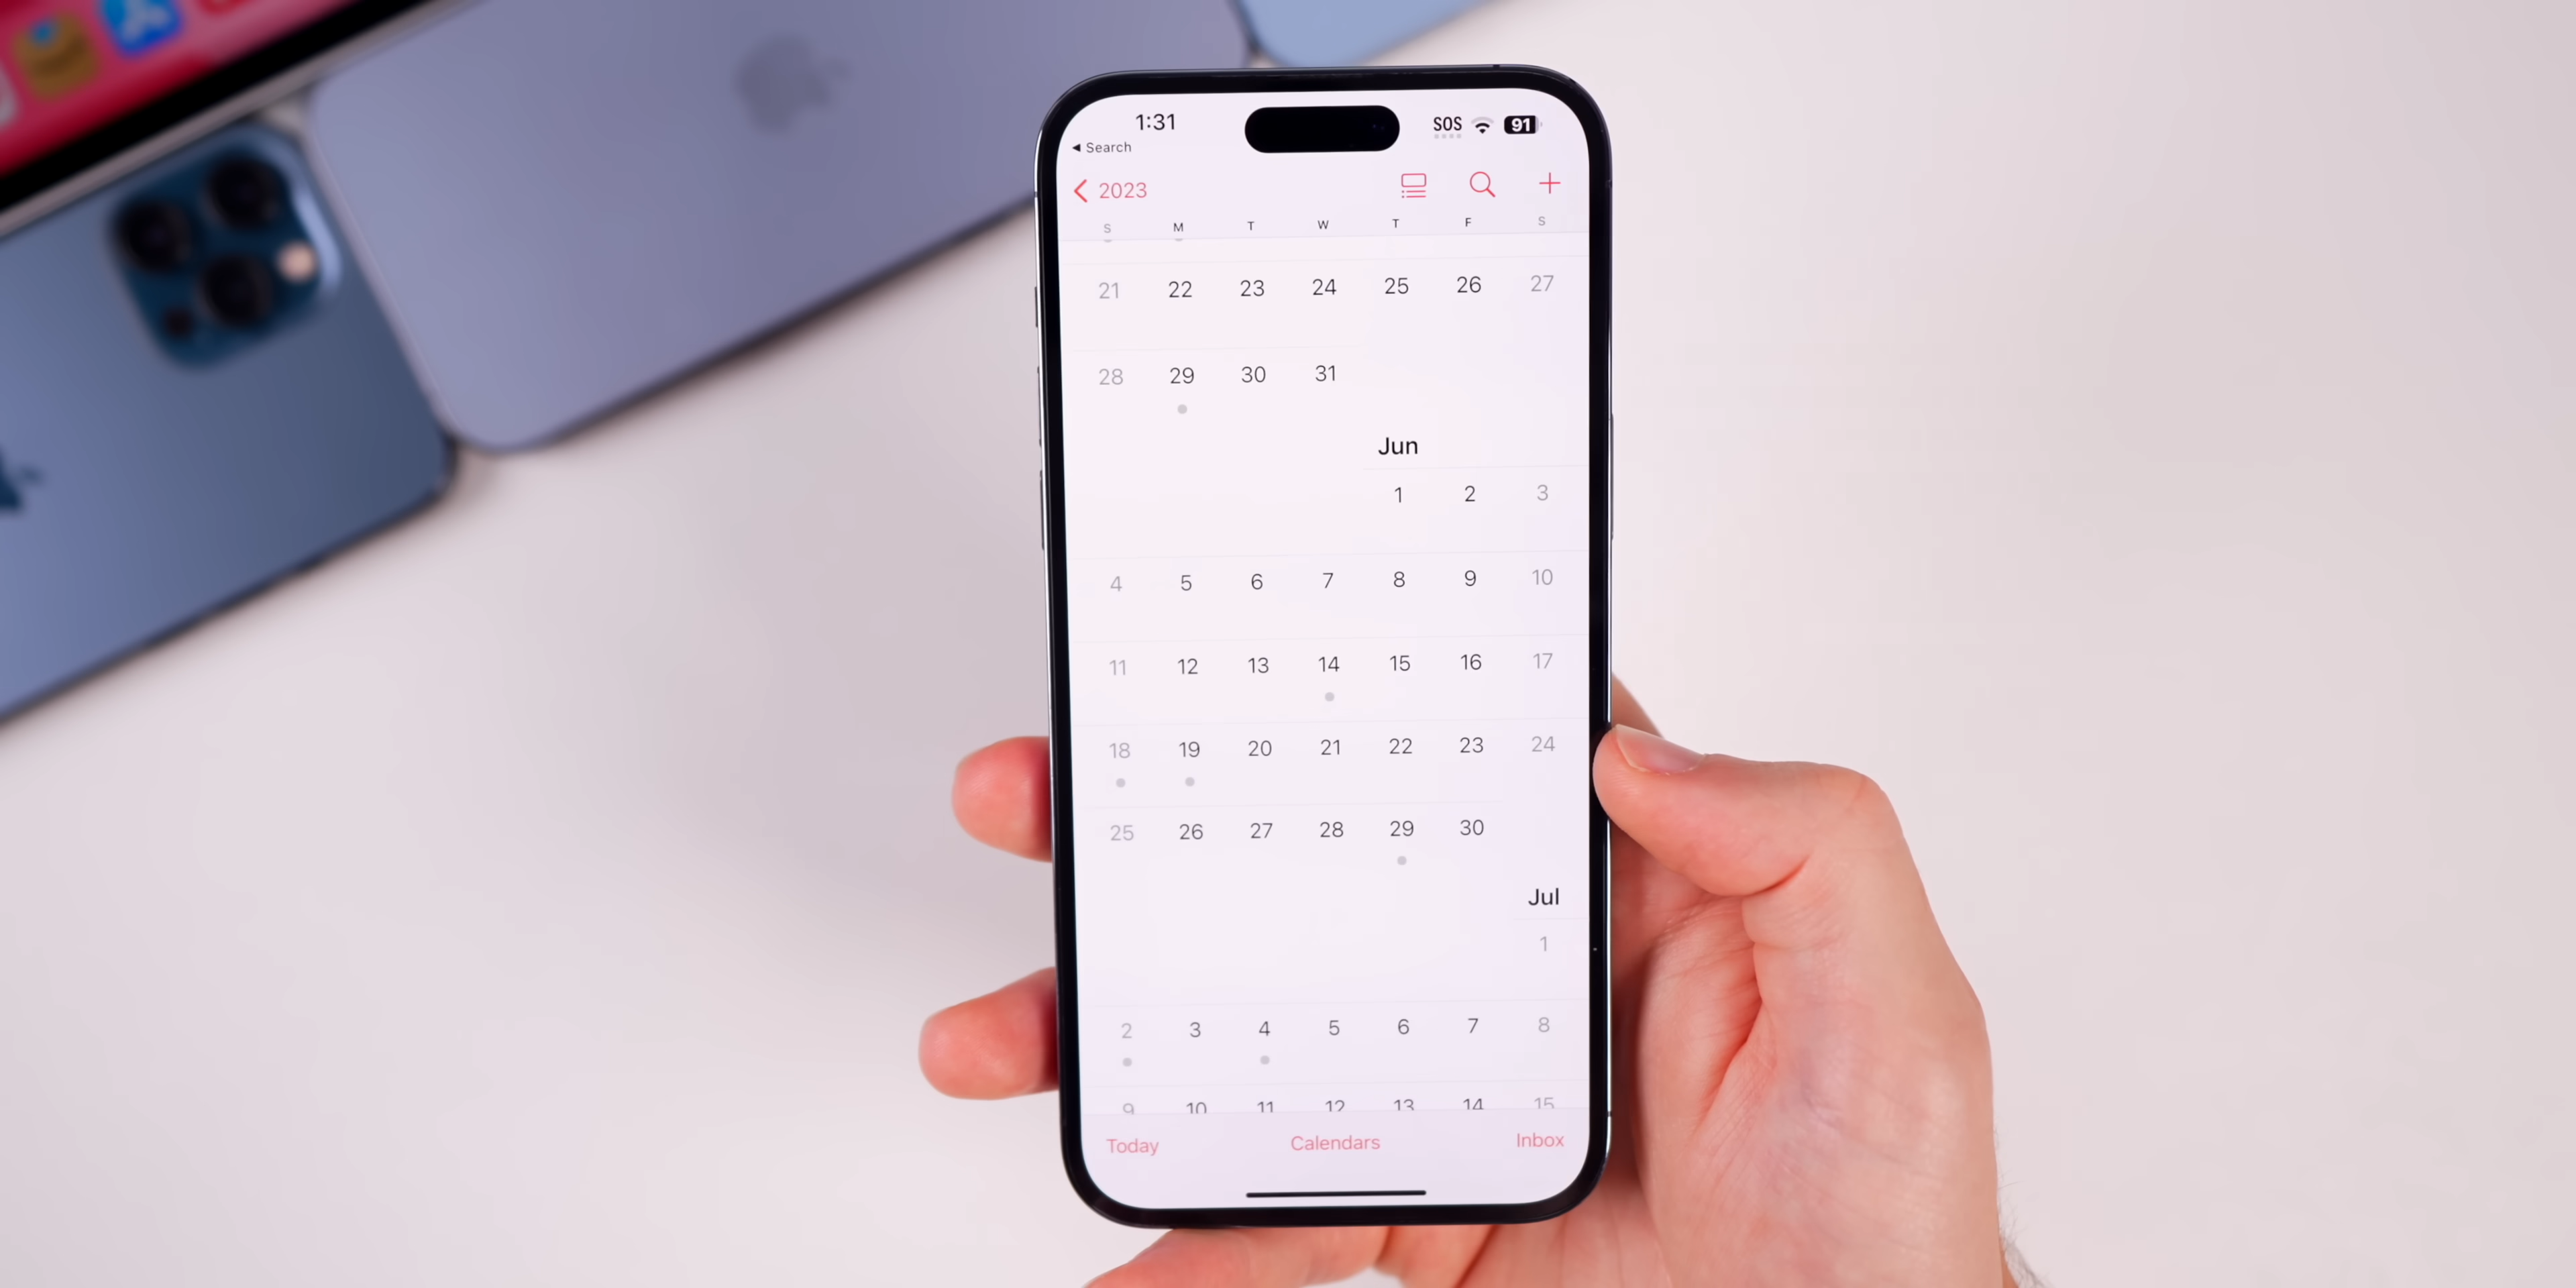 1:31 SOS 91
◀ Search
2023
S M T W T F S
21 22 23 24 25 26 27
28 29 30 31
Jun
1 2 3
4 5 6 7 8 9 10
11 12 13 14 15 16 17
18 19 20 21 22 23 24
25 26 27 28 29 30
Jul
1
2 3 4 5 6 7 8
9 10 11 12 13 14 15
Today Calendars Inbox